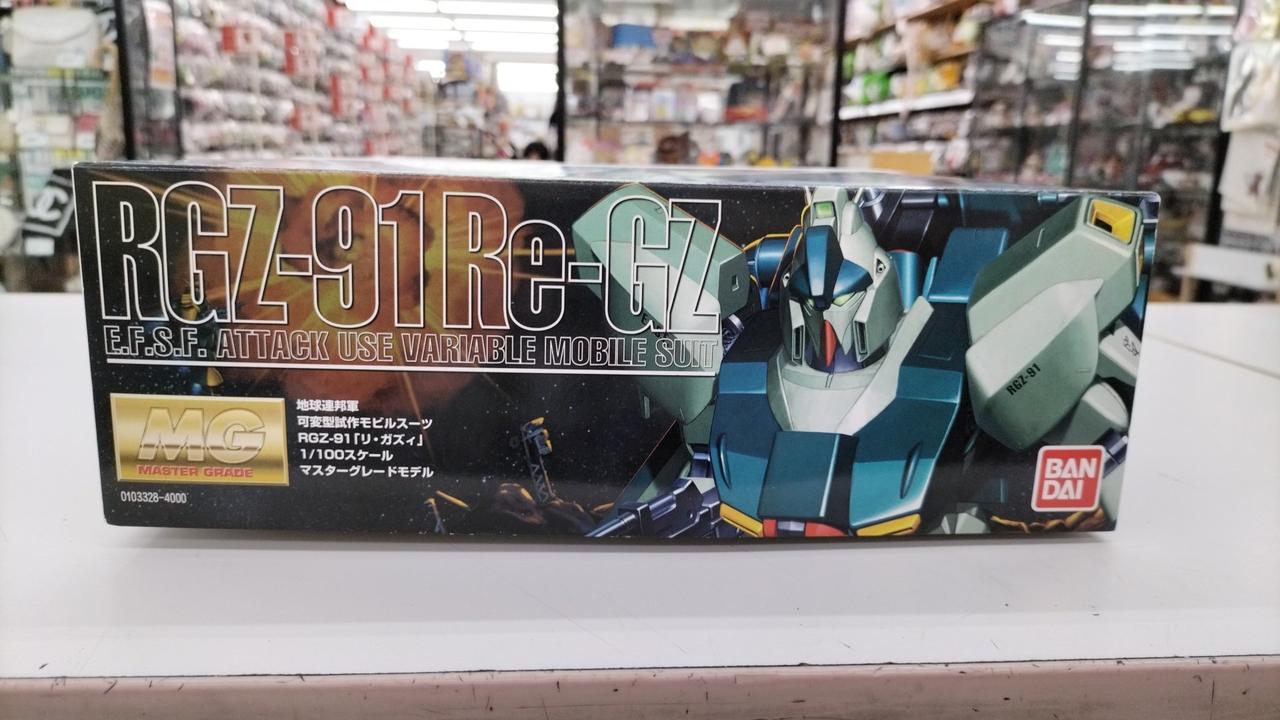 RGZ-91 Re-GZ
E.F.S.F. ATTACK USE VARIABLE MOBILE SUIT
MG
MASTER GRADE
地球連邦軍
可変型試作モビルスーツ
RGZ-91「リ・ガズィ」
1/100スケール
マスターグレードモデル
0103328-4000
RGZ-91
BAN
DAI